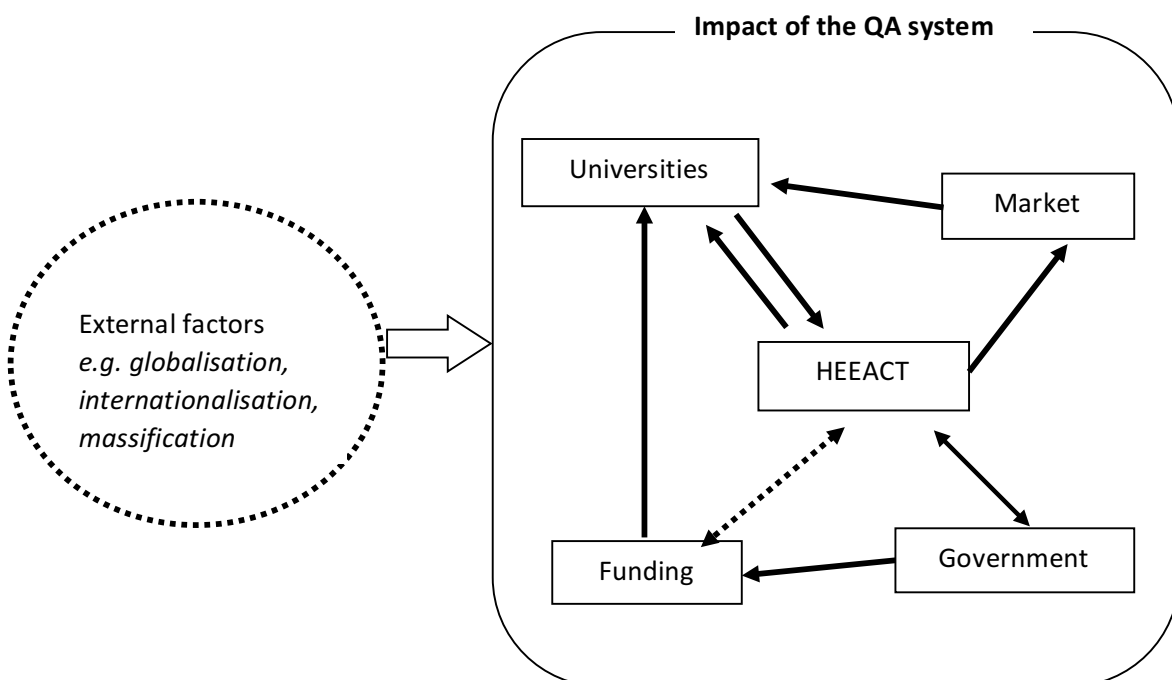 Impact of the QA system
Universities
Market
External factors
e.g. globalisation,
internationalisation,
massification
HEEACT
Government
Funding